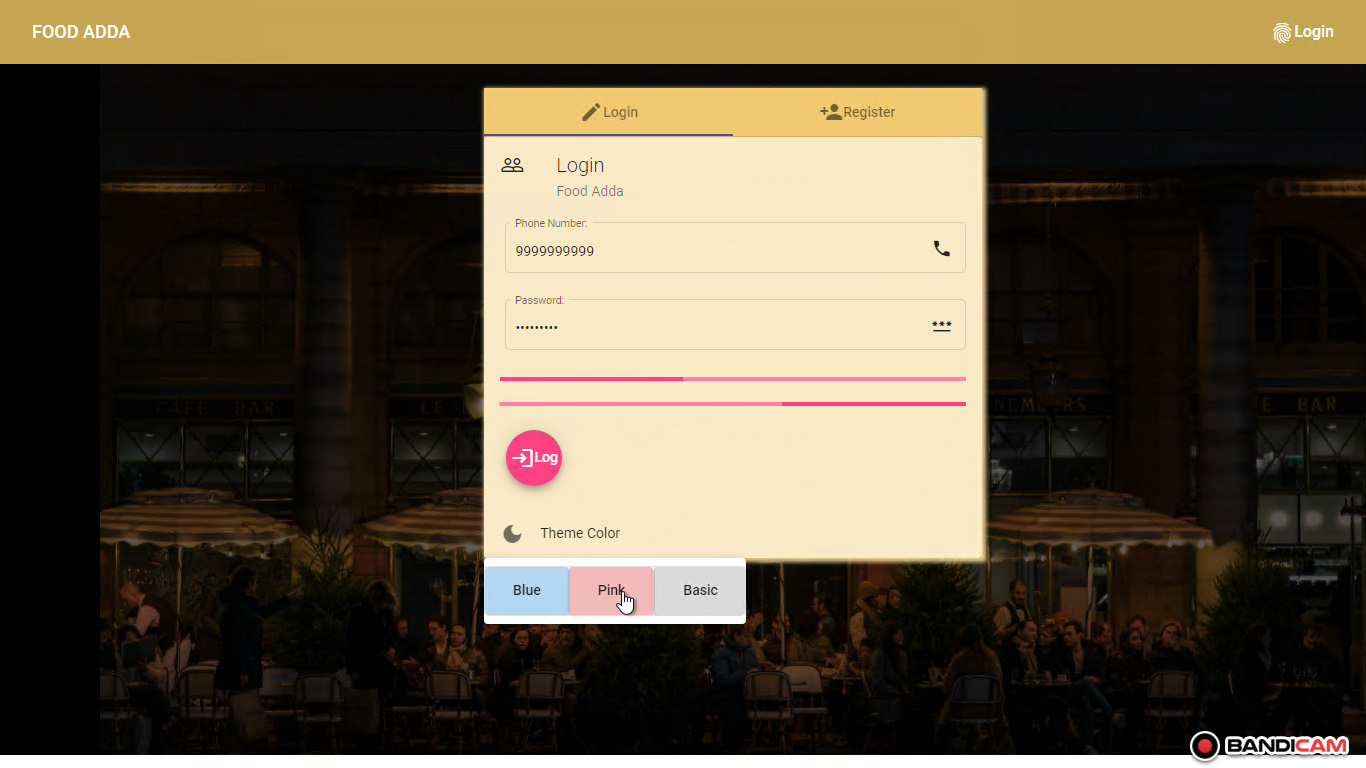 FOOD ADDA
Login
Login
Register
Login
Food Adda
Phone Number:
9999999999
Password:
•••••••••
***
CAFE BAR
LE
E BAR
Log
Theme Color
Blue
Pink
Basic
BANDICAM